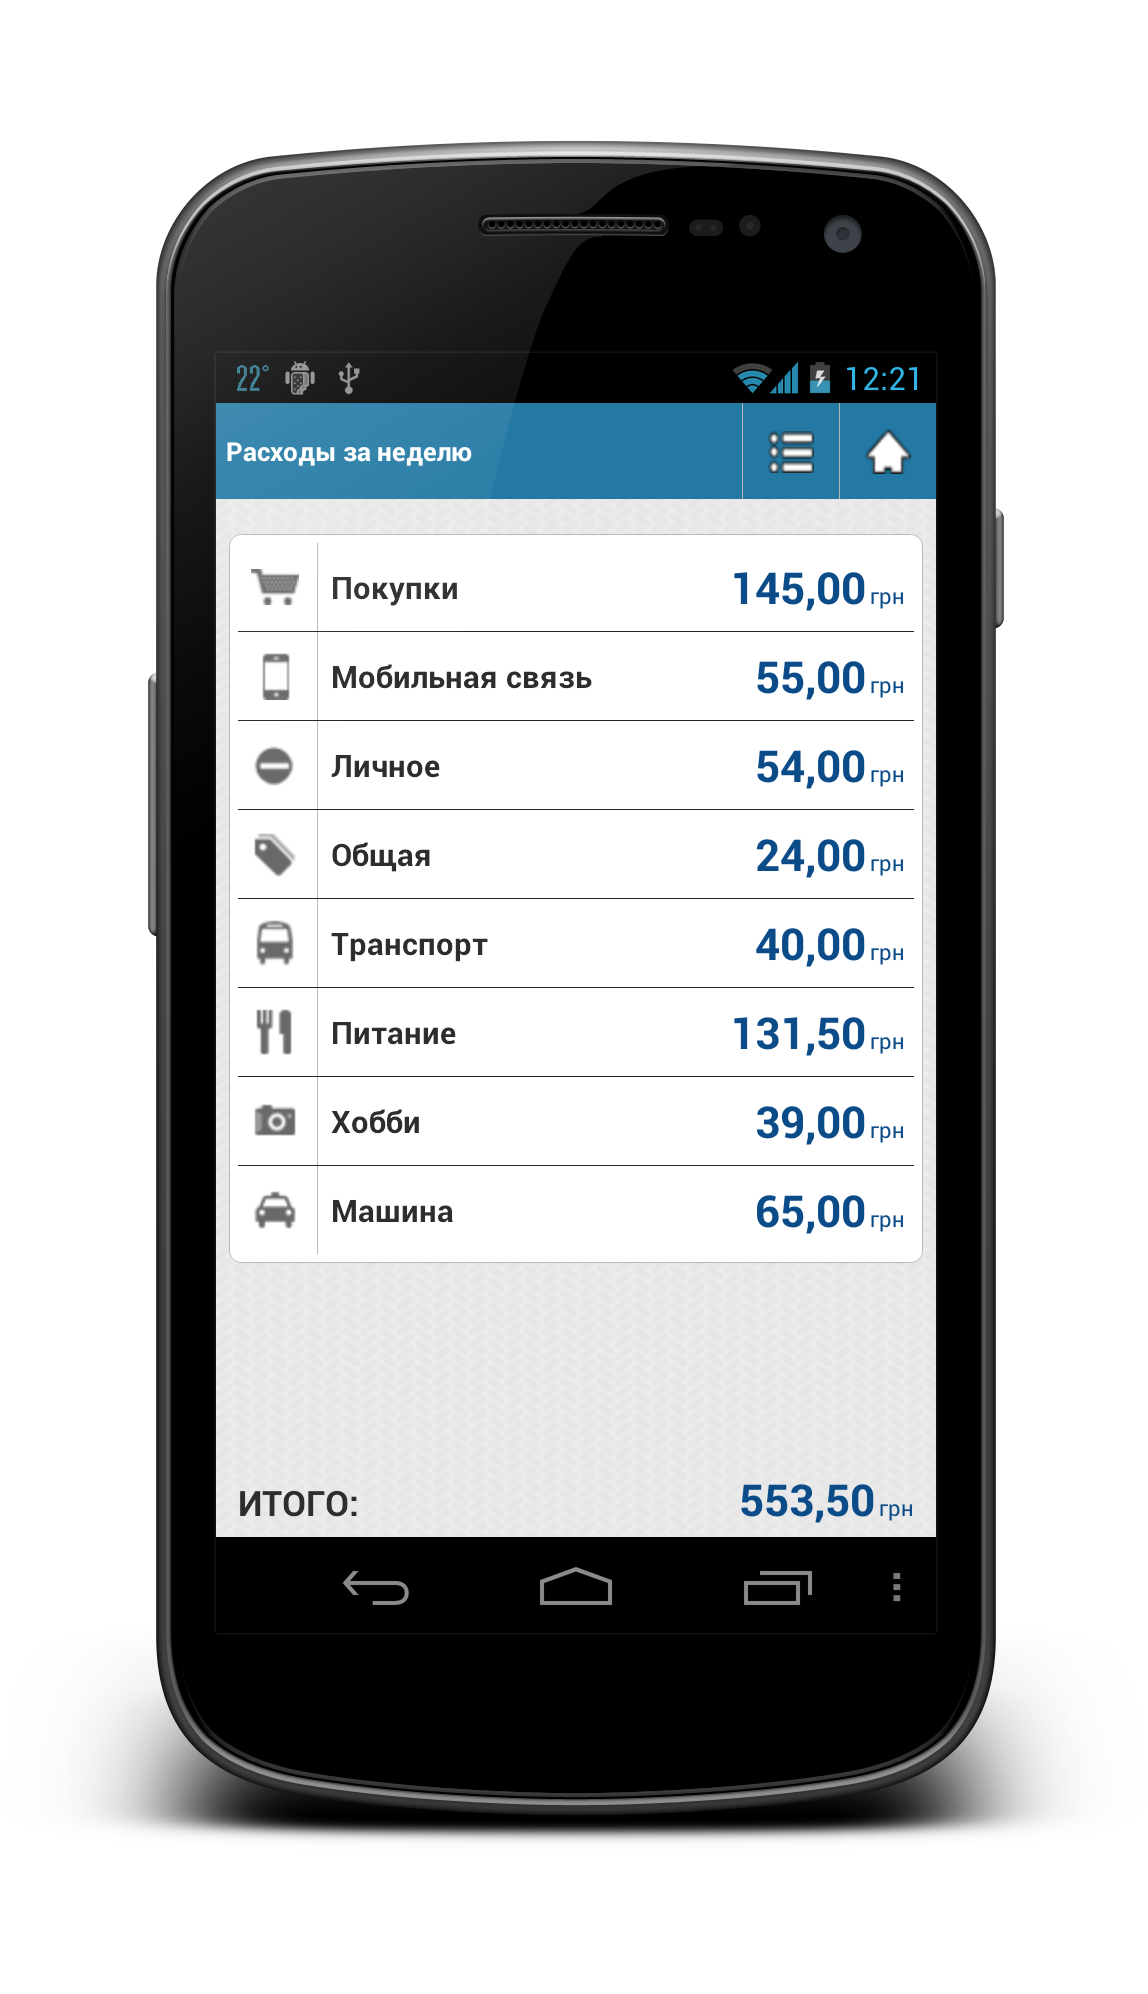 22° 12:21
Расходы за неделю
Покупки 145,00 грн
Мобильная связь 55,00 грн
Личное 54,00 грн
Общая 24,00 грн
Транспорт 40,00 грн
Питание 131,50 грн
Хобби 39,00 грн
Машина 65,00 грн
ИТОГО: 553,50 грн